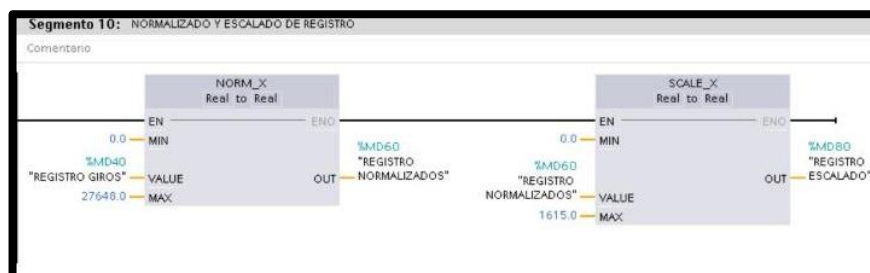 Segmento 10: NORMALIZADO Y ESCALADO DE REGISTRO
Comentario
NORM_X
Real to Real
EN
ENO
0.0
MIN
%MD40
"REGISTRO GIROS"
VALUE
27648.0
MAX
%MD60
"REGISTRO
NORMALIZADOS"
OUT
SCALE_X
Real to Real
EN
ENO
0.0
MIN
%MD60
"REGISTRO
NORMALIZADOS"
VALUE
1615.0
MAX
%MD80
"REGISTRO
ESCALADO"
OUT